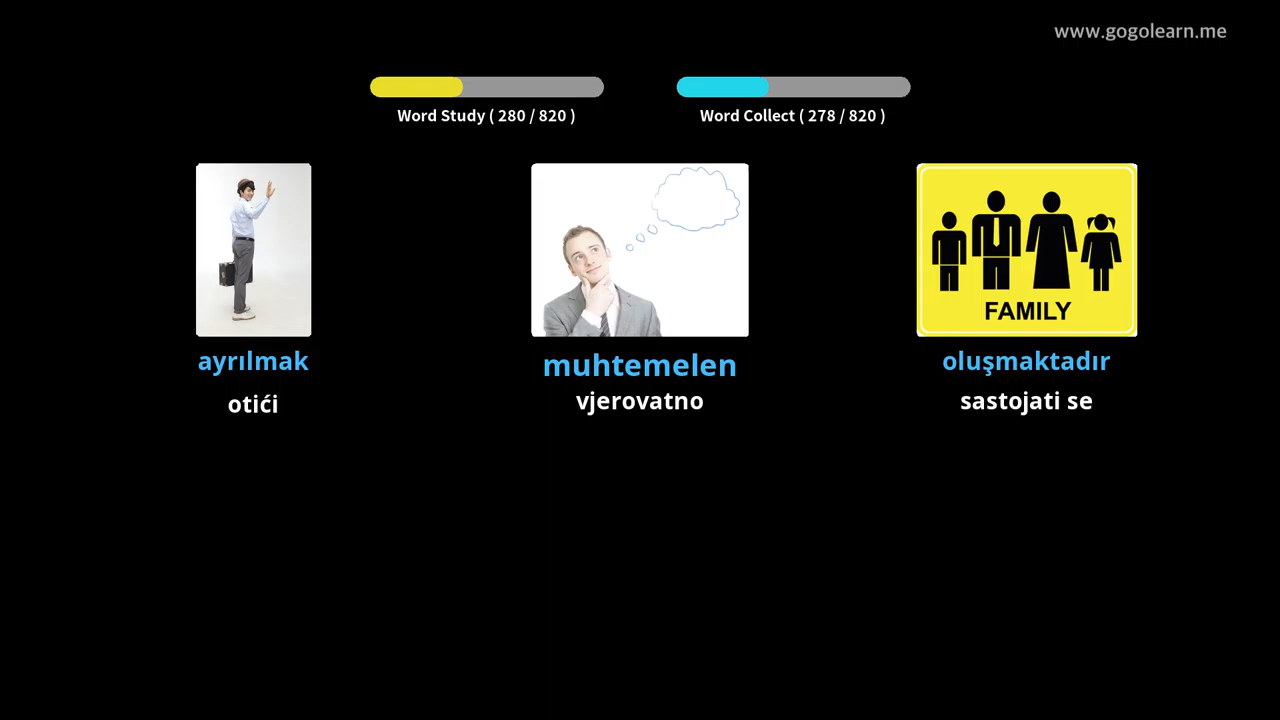 www.gogolearn.me
Word Study ( 280 / 820 )
Word Collect ( 278 / 820 )
FAMILY
ayrılmak
muhtemelen
oluşmaktadır
otići
vjerovatno
sastojati se